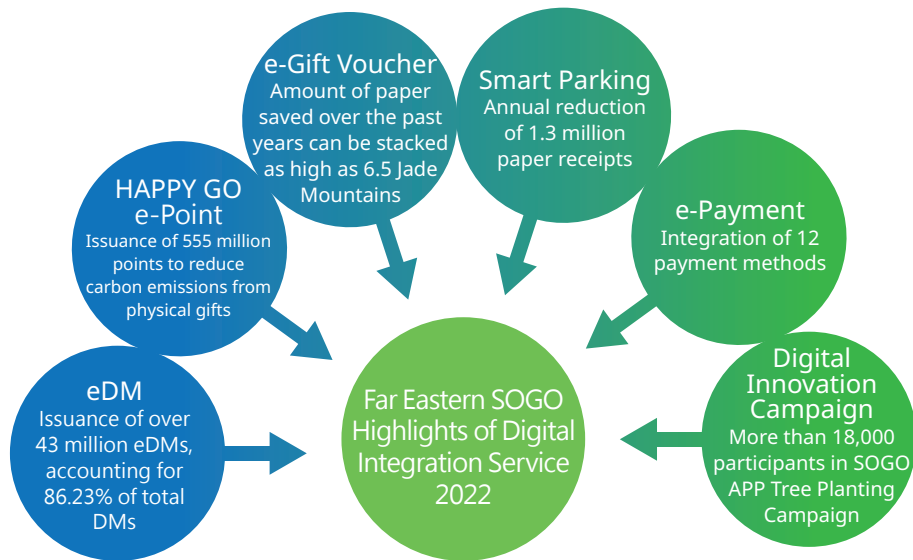 e-Gift Voucher
Amount of paper
saved over the past
years can be stacked
as high as 6.5 Jade
Mountains
Smart Parking
Annual reduction
of 1.3 million
paper receipts
HAPPY GO
e-Point
Issuance of 555 million
points to reduce
carbon emissions from
physical gifts
e-Payment
Integration of 12
payment methods
eDM
Issuance of over
43 million eDMs,
accounting for
86.23% of total
DMs
Far Eastern SOGO
Highlights of Digital
Integration Service
2022
Digital
Innovation
Campaign
More than 18,000
participants in SOGO
APP Tree Planting
Campaign